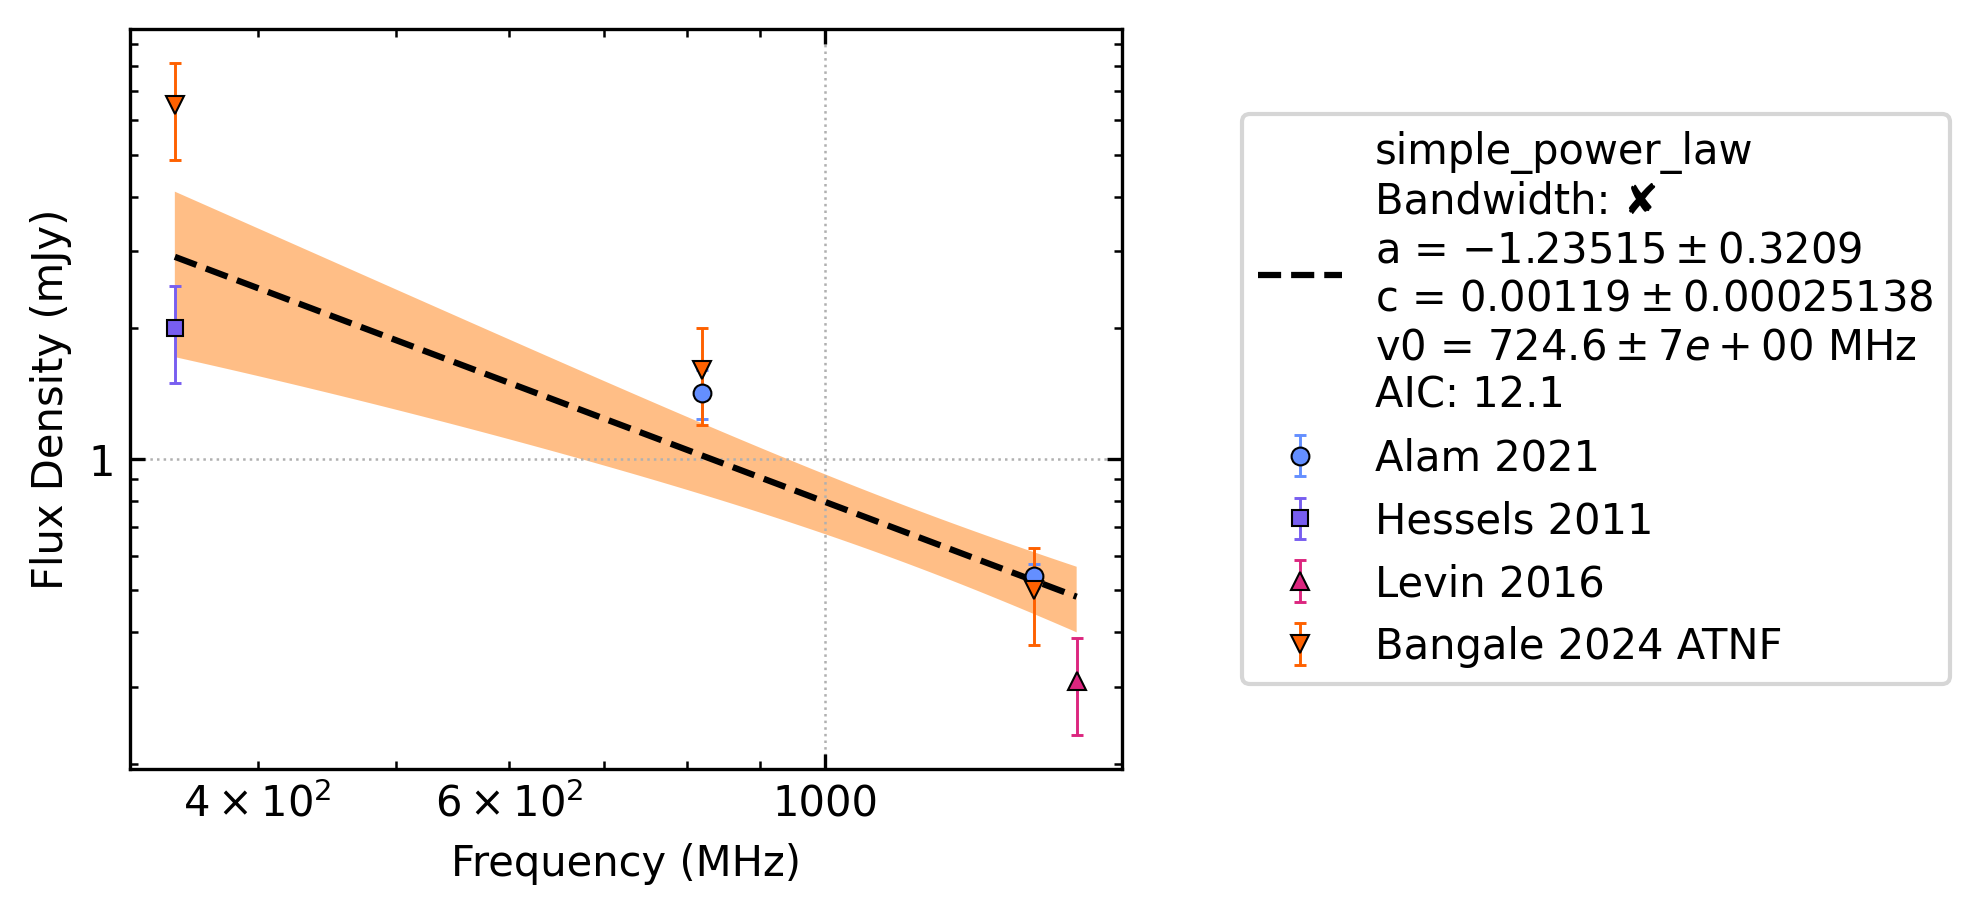 Flux Density (mJy)
1
4 × 10²
6 × 10²
1000
Frequency (MHz)
simple_power_law
Bandwidth: ✘
a = −1.23515 ± 0.3209
c = 0.00119 ± 0.00025138
v0 = 724.6 ± 7e + 00 MHz
AIC: 12.1
Alam 2021
Hessels 2011
Levin 2016
Bangale 2024 ATNF